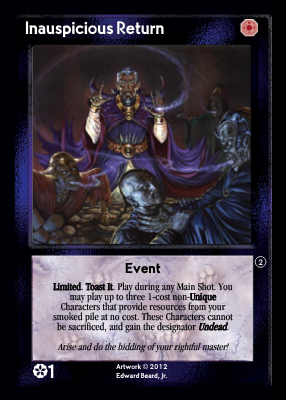 Inauspicious Return
Event
2
Limited. Toast It. Play during any Main Shot. You
may play up to three 1-cost non-Unique
Characters that provide resources from your
smoked pile at no cost. These Characters cannot
be sacrificed, and gain the designator Undead.
Arise and do the bidding of your rightful master!
1
Artwork © 2012
Edward Beard, Jr.